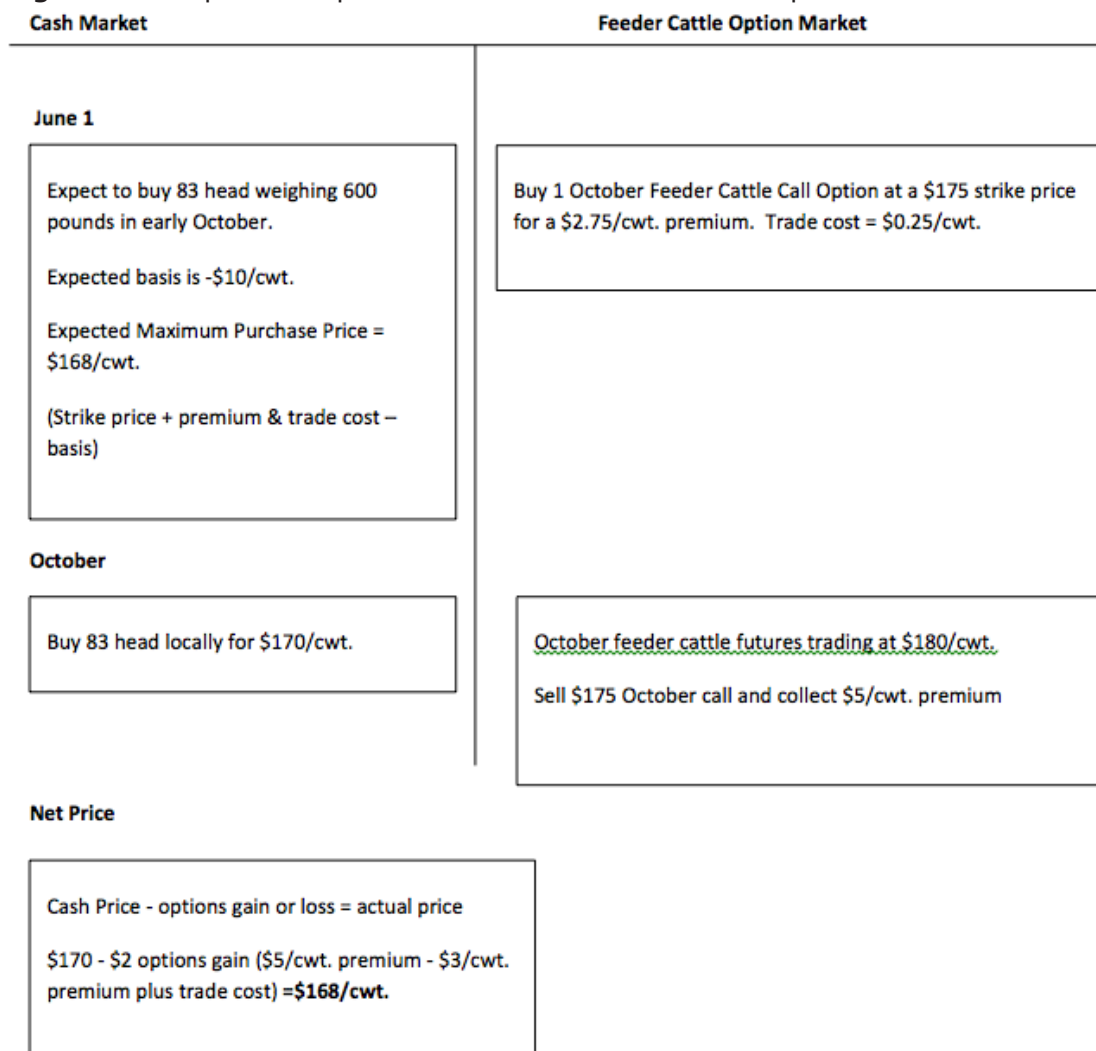 Cash Market
Feeder Cattle Option Market
June 1
Expect to buy 83 head weighing 600
pounds in early October.
Expected basis is -$10/cwt.
Expected Maximum Purchase Price =
$168/cwt.
(Strike price + premium & trade cost –
basis)
Buy 1 October Feeder Cattle Call Option at a $175 strike price
for a $2.75/cwt. premium.  Trade cost = $0.25/cwt.
October
Buy 83 head locally for $170/cwt.
October feeder cattle futures trading at $180/cwt.
Sell $175 October call and collect $5/cwt. premium
Net Price
Cash Price - options gain or loss = actual price
$170 - $2 options gain ($5/cwt. premium - $3/cwt.
premium plus trade cost) =$168/cwt.